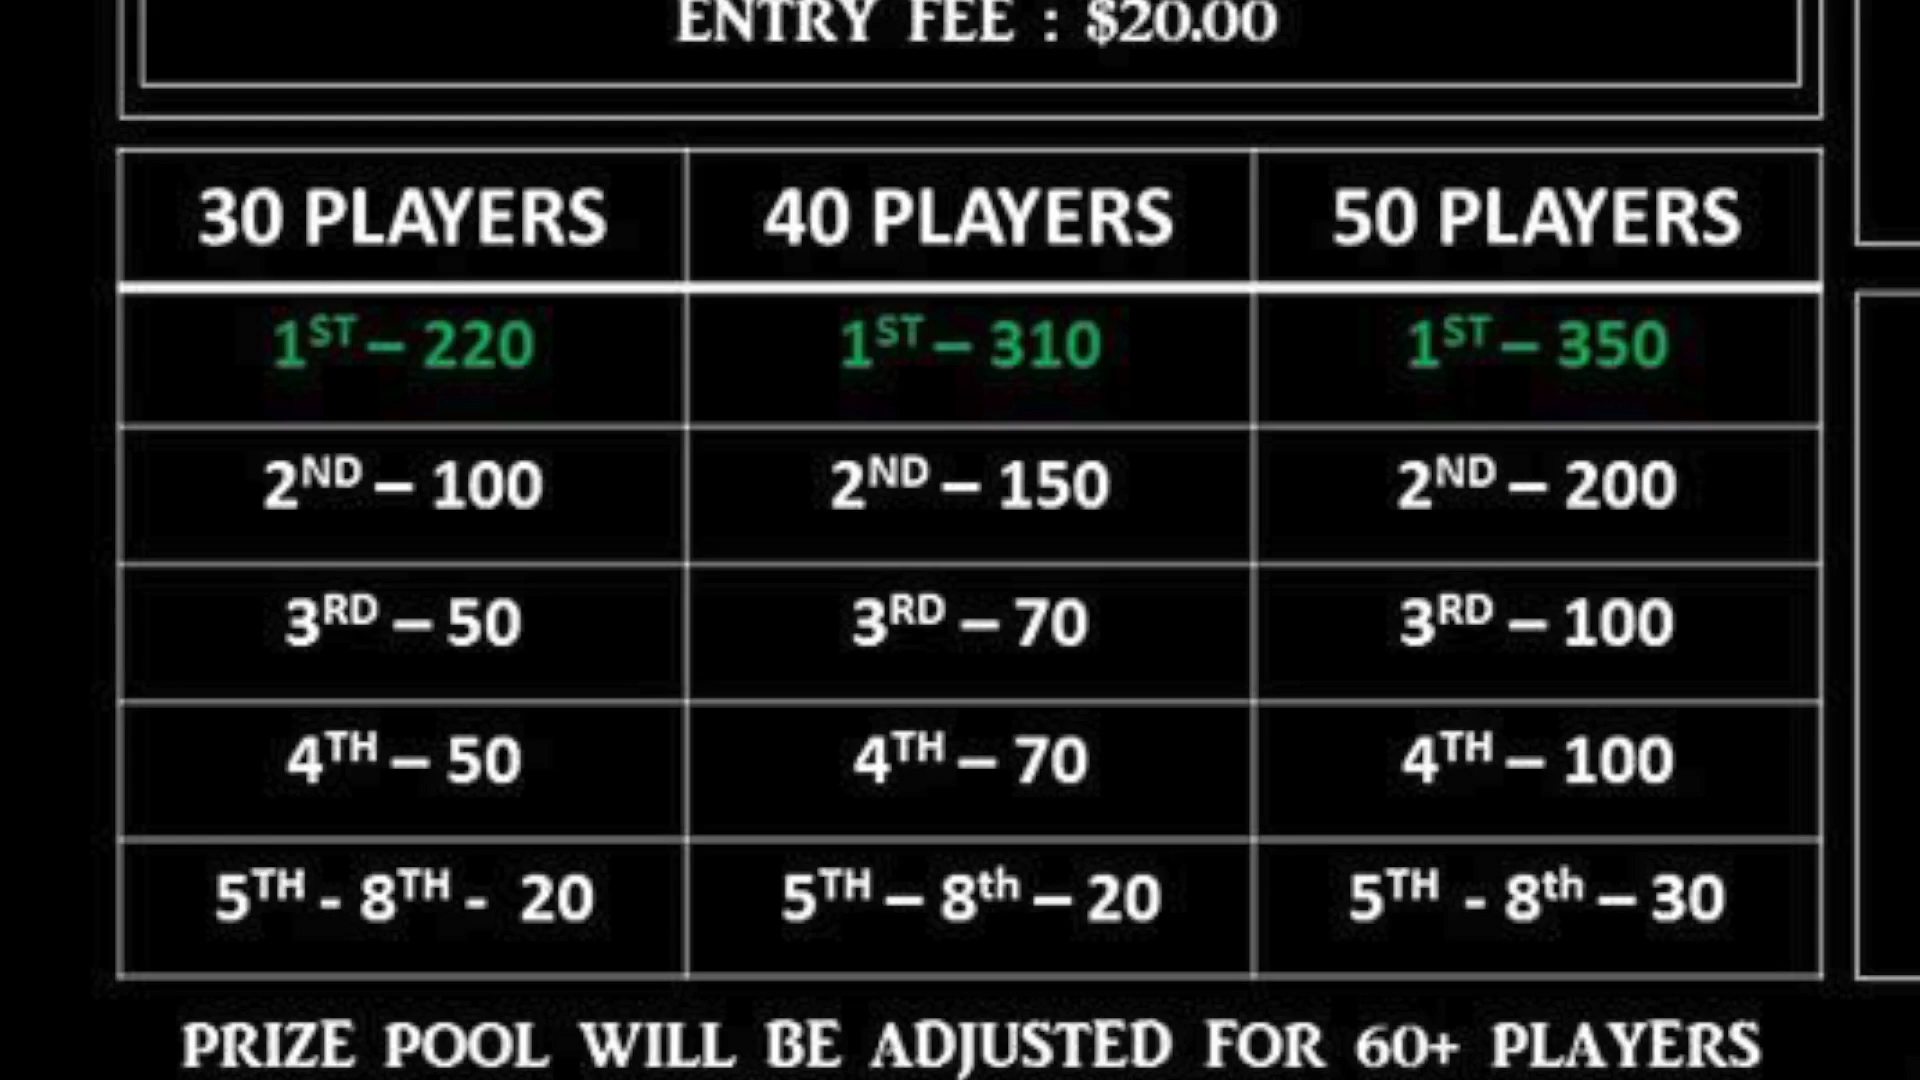 ENTRY FEE : $20.00
30 PLAYERS 40 PLAYERS 50 PLAYERS
1ST – 220 1ST – 310 1ST – 350
2ND – 100 2ND – 150 2ND – 200
3RD – 50 3RD – 70 3RD – 100
4TH – 50 4TH – 70 4TH – 100
5TH - 8TH - 20 5TH – 8th – 20 5TH - 8th – 30
PRIZE POOL WILL BE ADJUSTED FOR 60+ PLAYERS